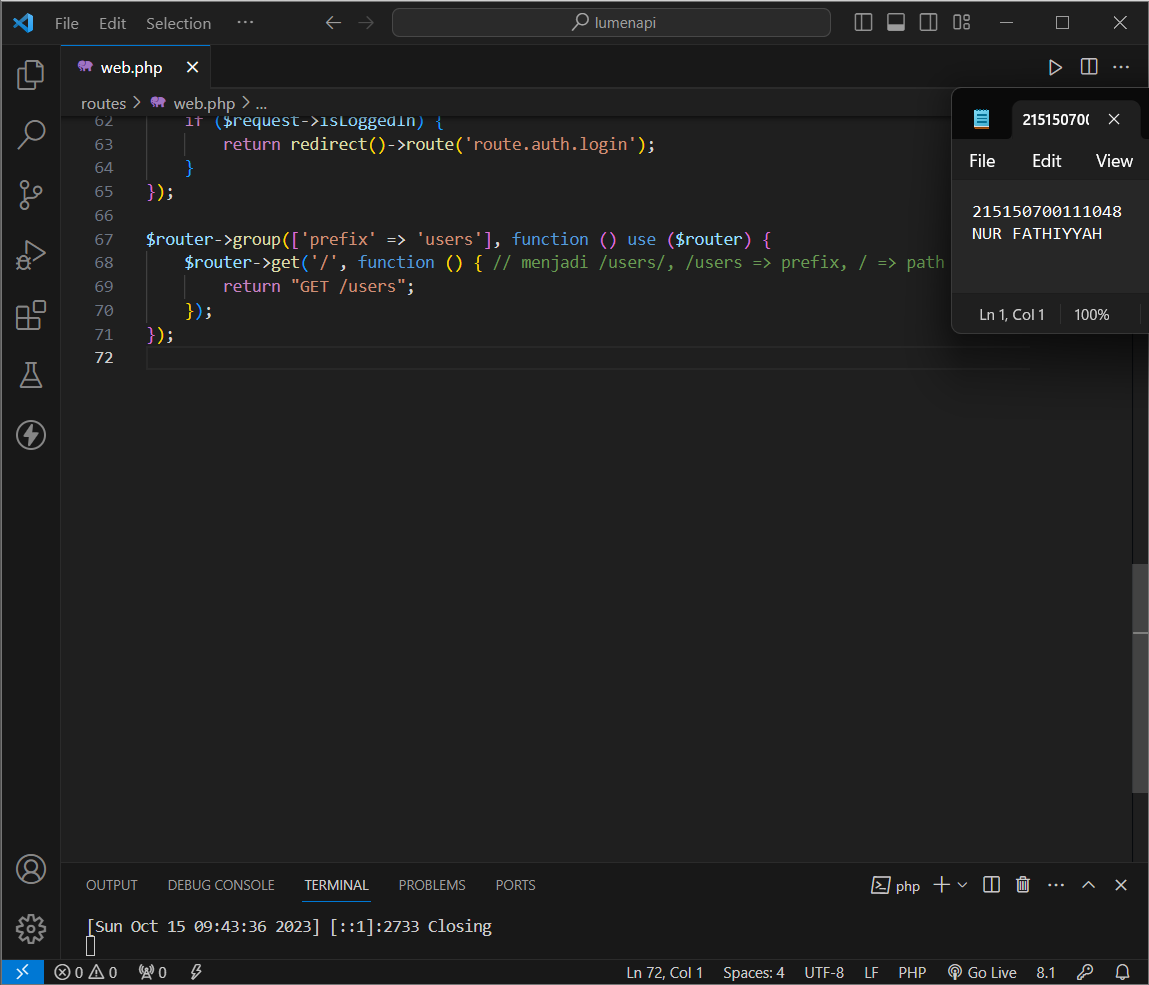 File Edit Selection ···
lumenapi
web.php
routes > web.php > ...
62 if ($request->isLoggedIn) {
63 return redirect()->route('route.auth.login');
64 }
65 });
66
67 $router->group(['prefix' => 'users'], function () use ($router) {
68 $router->get('/', function () { // menjadi /users/, /users => prefix, / => path
69 return "GET /users";
70 });
71 });
72
21515070
File Edit View
215150700111048
NUR FATHIYYAH
Ln 1, Col 1 100%
OUTPUT DEBUG CONSOLE TERMINAL PROBLEMS PORTS
php
[Sun Oct 15 09:43:36 2023] [::1]:2733 Closing
0 0 0 Ln 72, Col 1 Spaces: 4 UTF-8 LF PHP Go Live 8.1